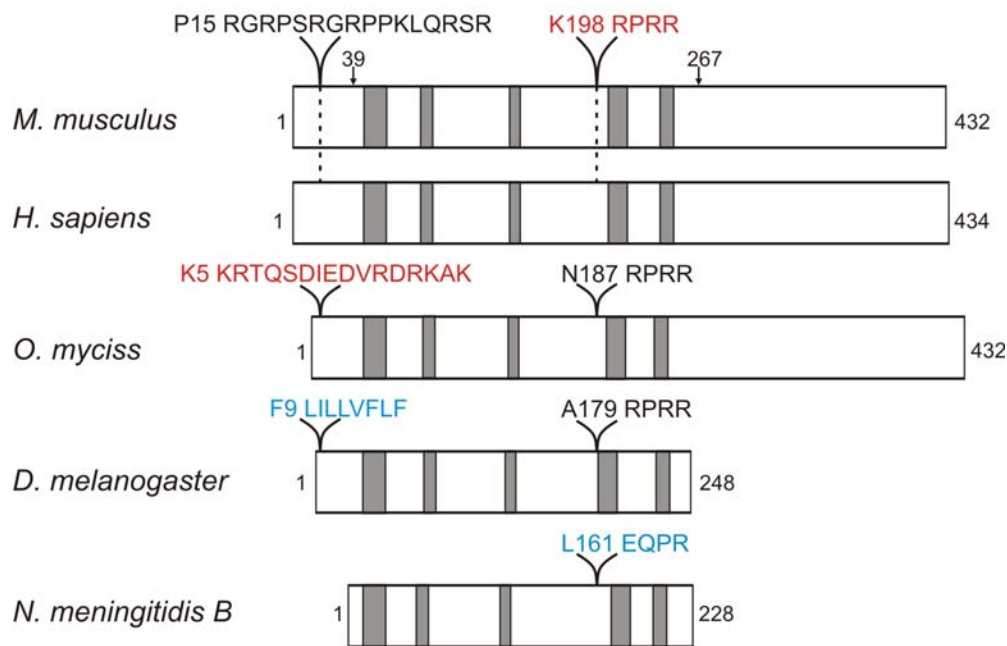 P15 RGRPSRGRPPKLQRSR K198 RPRR
39 267
M. musculus 1 432
H. sapiens 1 434
K5 KRTQSDIEDVRDRKAK N187 RPRR
O. myciss 1 432
F9 LILLVFLF A179 RPRR
D. melanogaster 1 248
L161 EQPR
N. meningitidis B 1 228